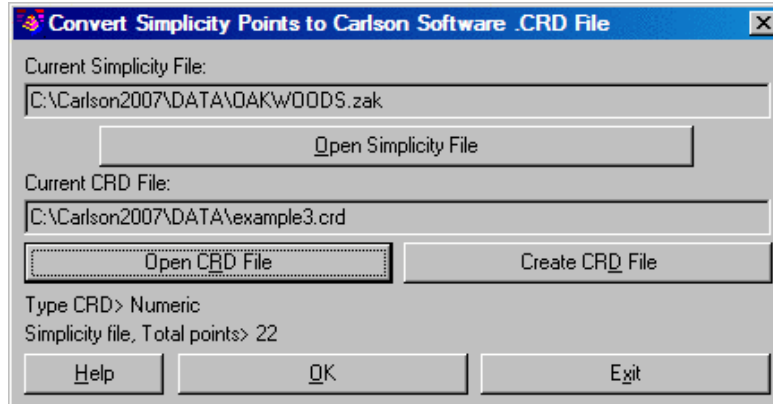 Convert Simplicity Points to Carlson Software .CRD File
Current Simplicity File:
C:\Carlson2007\DATA\OAKWOODS.zak
Open Simplicity File
Current CRD File:
C:\Carlson2007\DATA\example3.crd
Open CRD File Create CRD File
Type CRD> Numeric
Simplicity file, Total points> 22
Help OK Exit